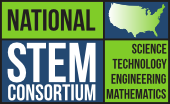 NATIONAL
STEM
CONSORTIUM
SCIENCE
TECHNOLOGY
ENGINEERING
MATHEMATICS